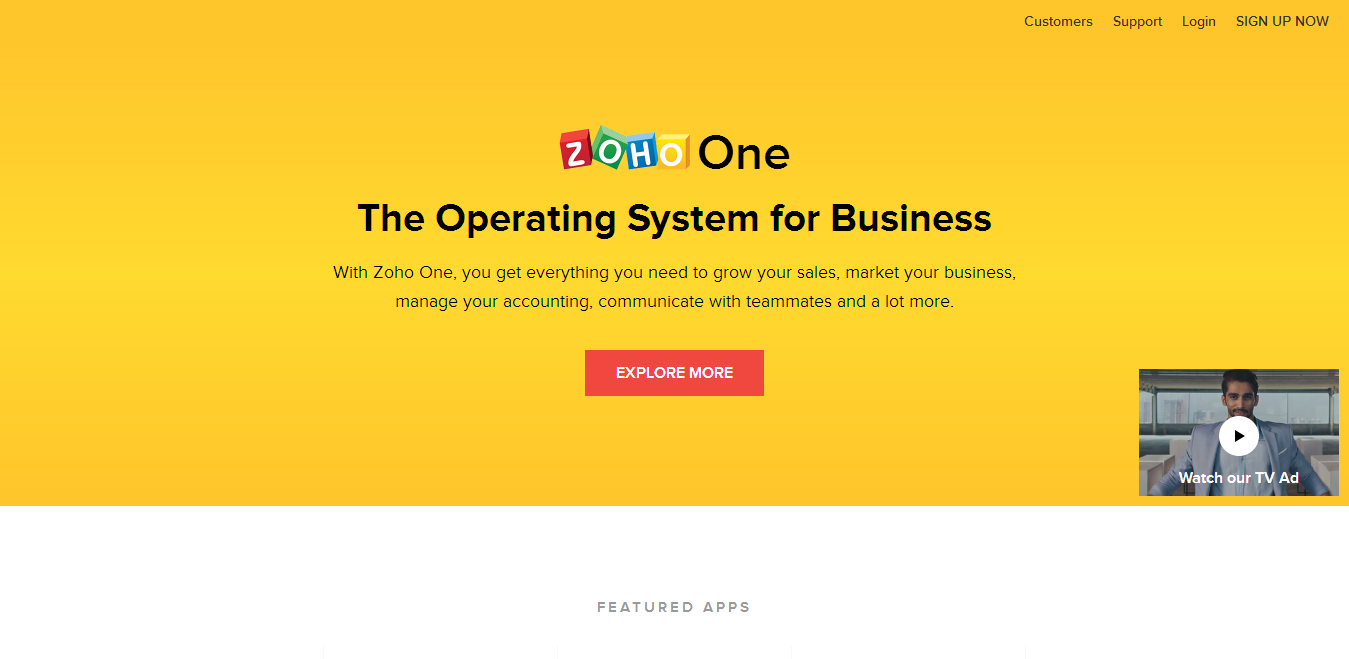 Customers Support Login SIGN UP NOW
ZOHO One
The Operating System for Business
With Zoho One, you get everything you need to grow your sales, market your business,
manage your accounting, communicate with teammates and a lot more.
EXPLORE MORE
Watch our TV Ad
FEATURED APPS